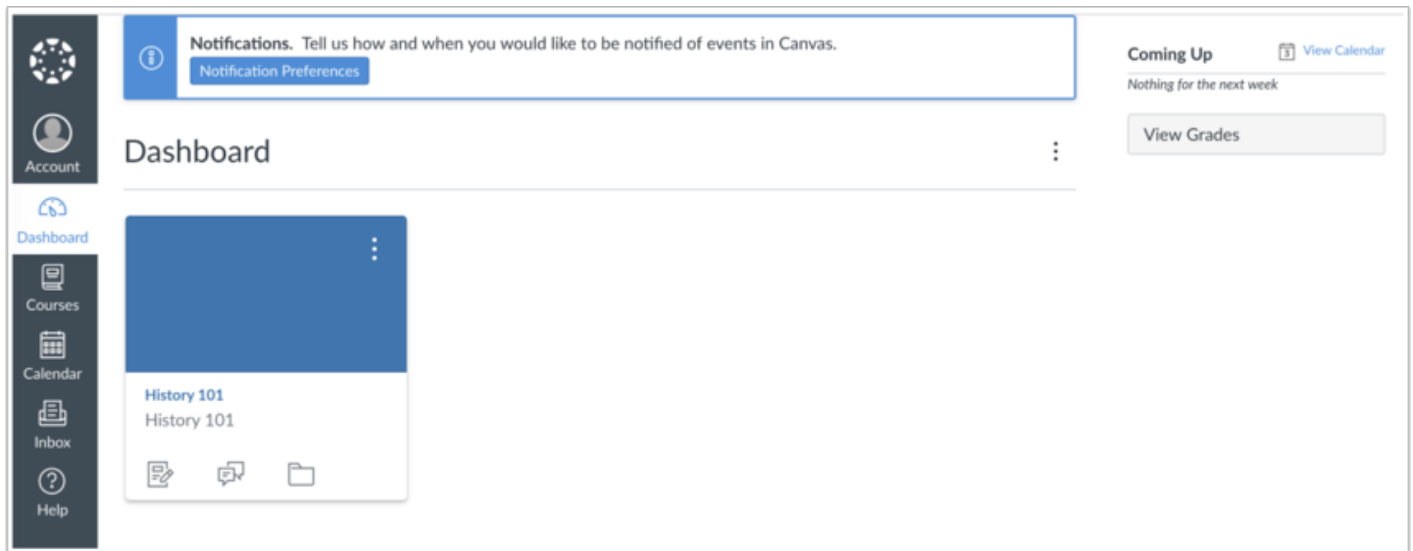 Account
Dashboard
Courses
Calendar
Inbox
Help
Notifications. Tell us how and when you would like to be notified of events in Canvas.
Notification Preferences
Dashboard
History 101
History 101
Coming Up
3
View Calendar
Nothing for the next week
View Grades